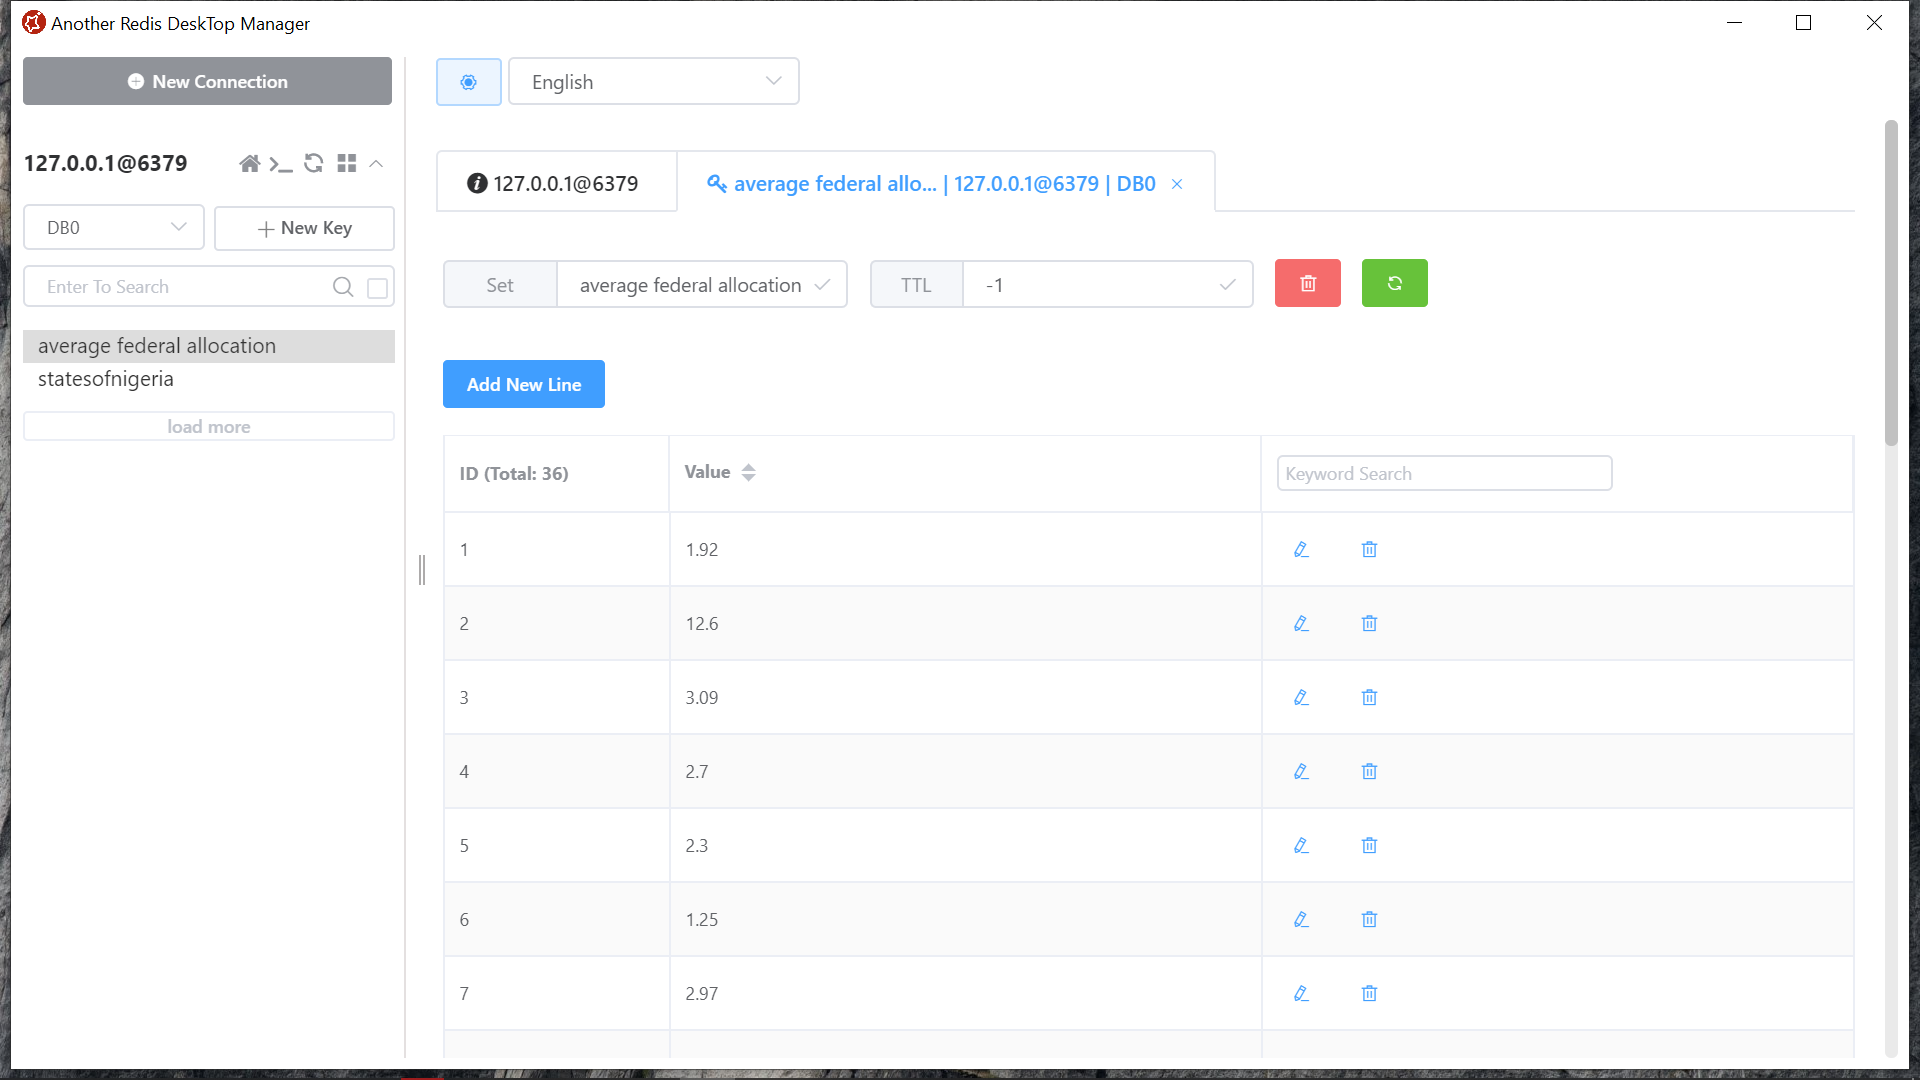 Another Redis DeskTop Manager
New Connection
English
127.0.0.1@6379
DB0
New Key
Enter To Search
average federal allocation
statesofnigeria
load more
127.0.0.1@6379
average federal allo... | 127.0.0.1@6379 | DB0
Set
average federal allocation
TTL
-1
Add New Line
ID (Total: 36)
Value
Keyword Search
1
1.92
2
12.6
3
3.09
4
2.7
5
2.3
6
1.25
7
2.97